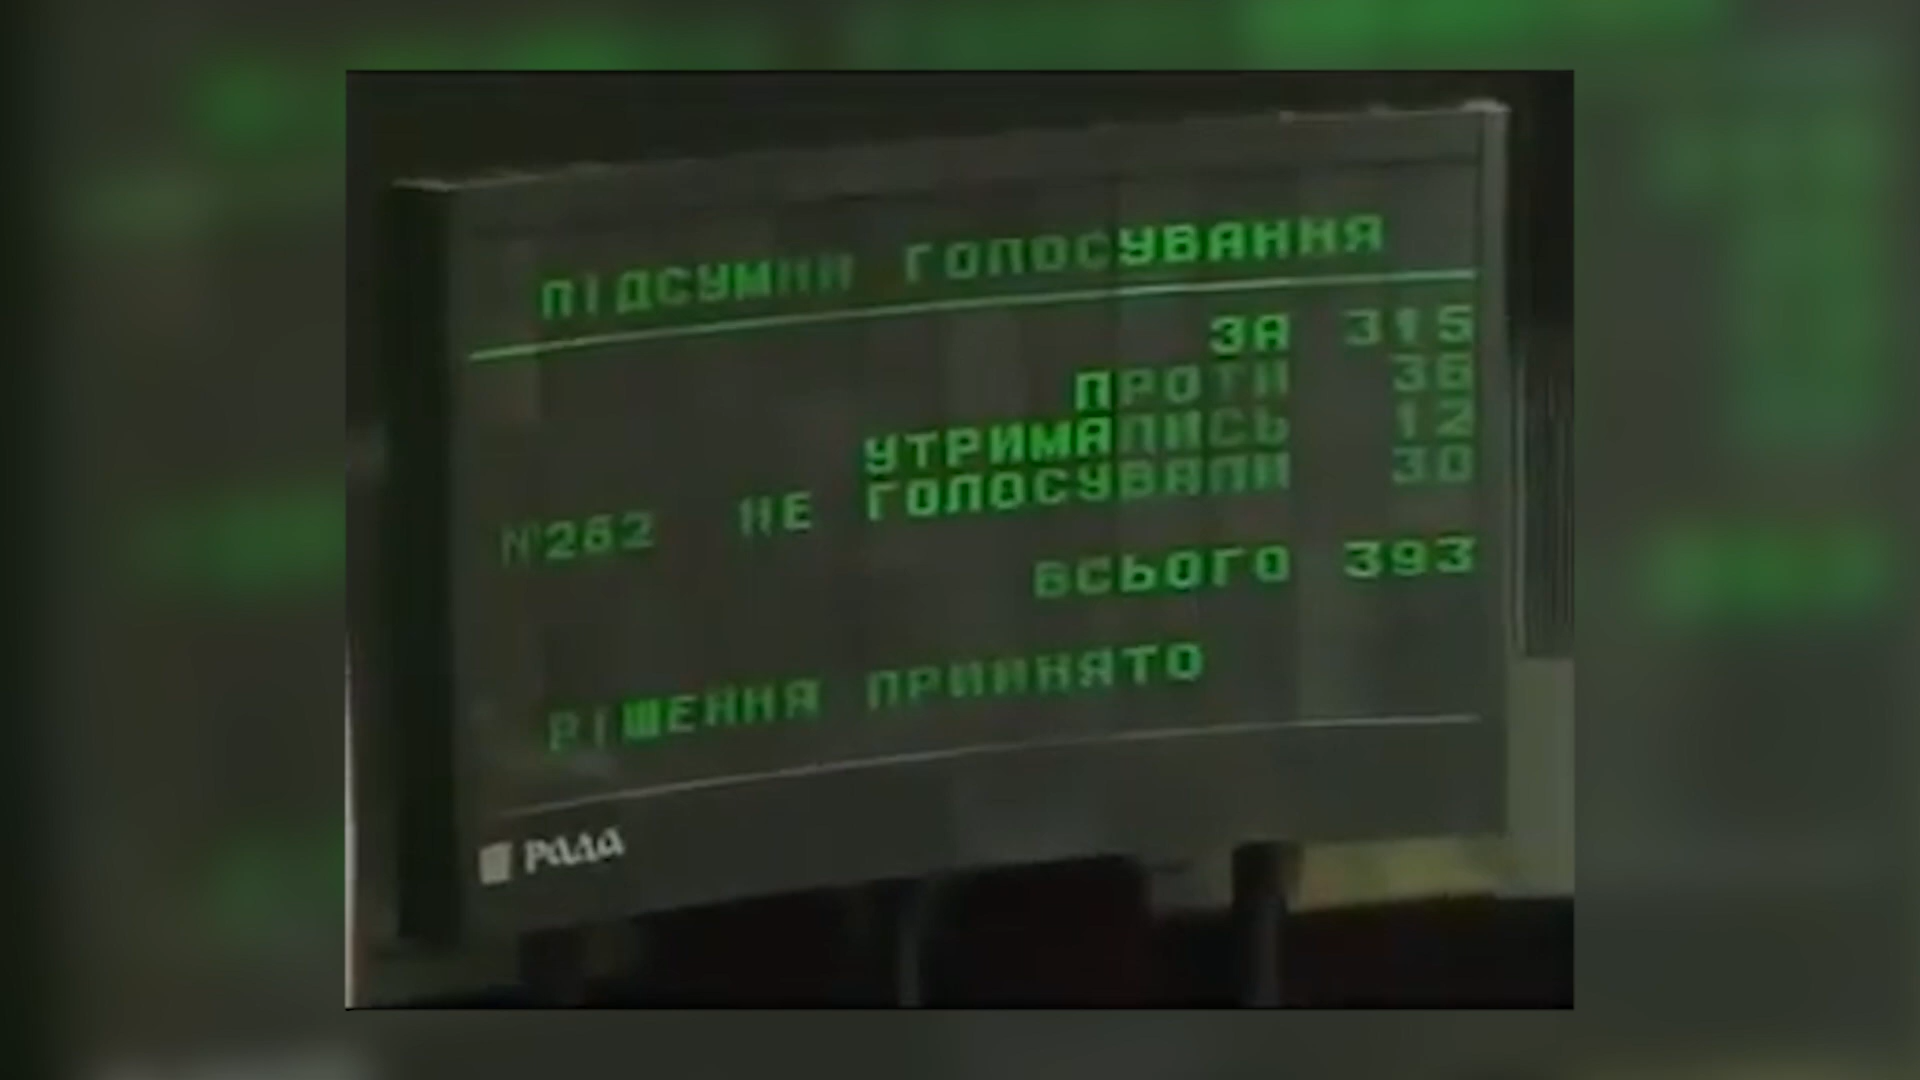 ПІДСУМКИ ГОЛОСУВАННЯ
ЗА 315
ПРОТИ 36
УТРИМАЛИСЬ 12
№262 НЕ ГОЛОСУВАЛИ 30
ВСЬОГО 393
РІШЕННЯ ПРИЙНЯТО
РАДА